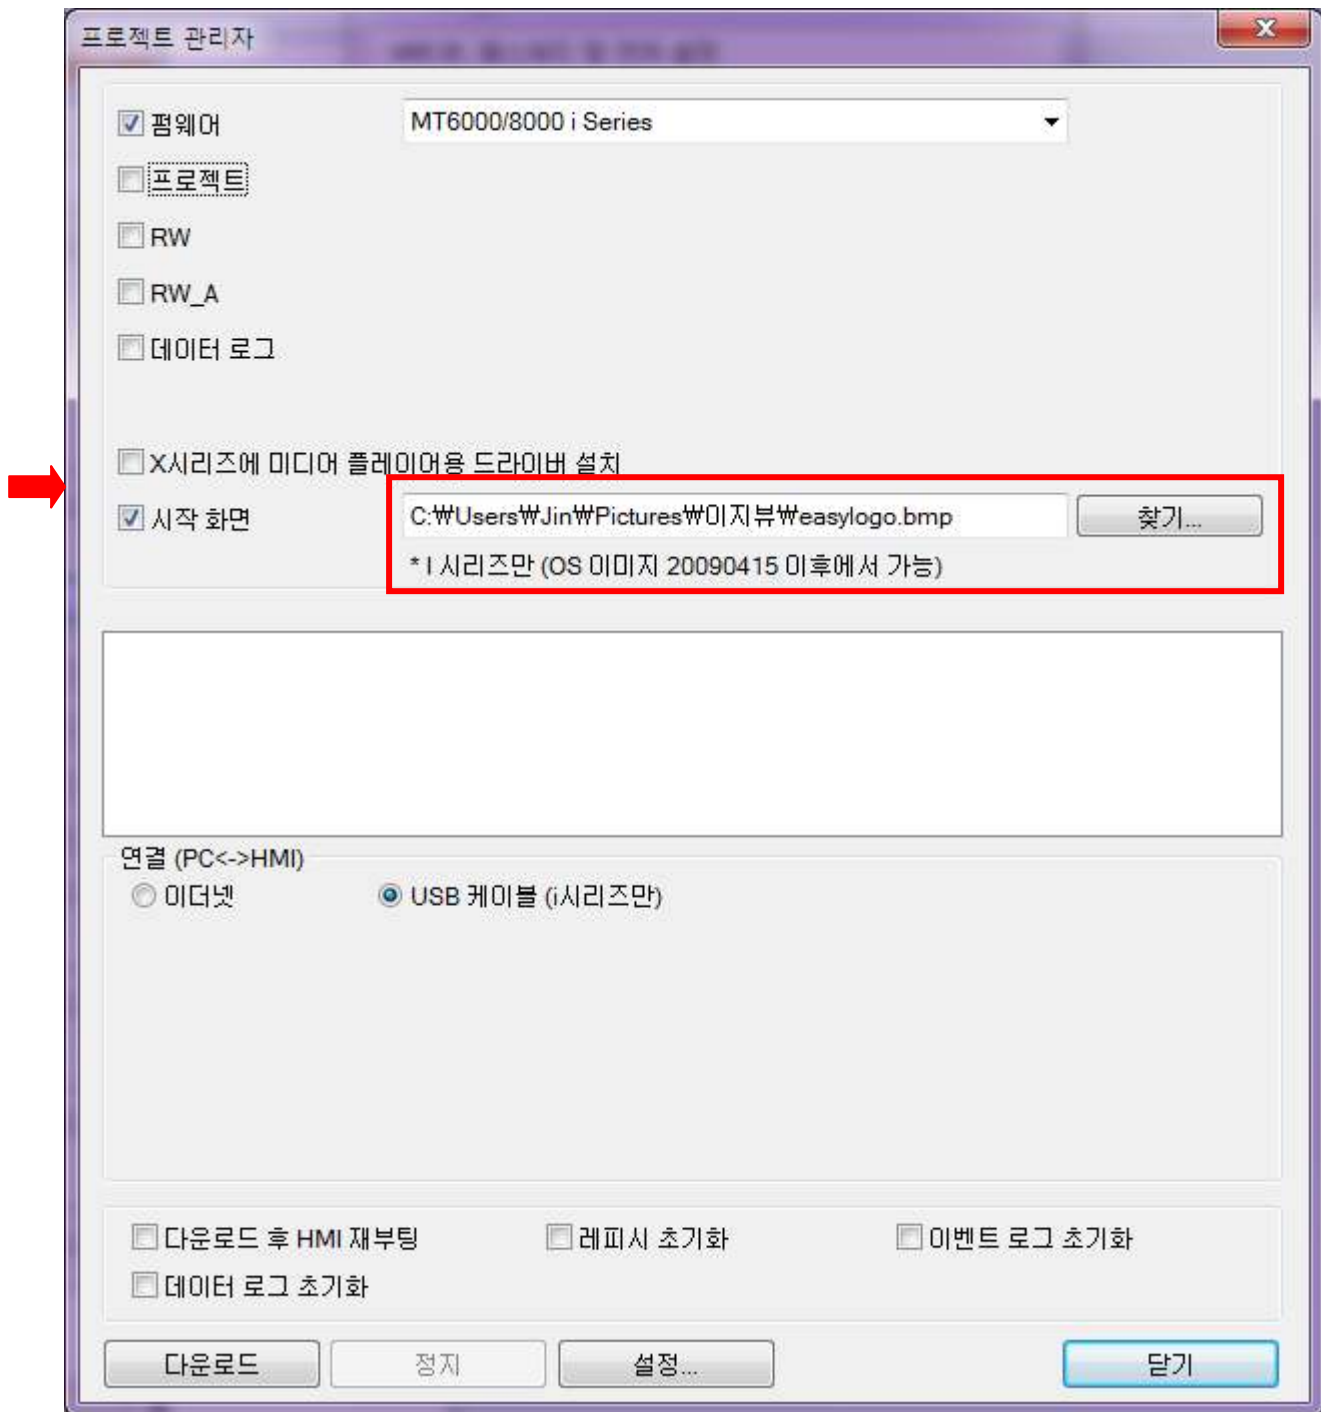 프로젝트 관리자
펌웨어 MT6000/8000 i Series
프로젝트
RW
RW_A
데이터 로그
X시리즈에 미디어 플레이어용 드라이버 설치
시작 화면 C:₩Users₩Jin₩Pictures₩이지뷰₩easylogo.bmp 찾기...
* I 시리즈만 (OS 이미지 20090415 이후에서 가능)
연결 (PC<->HMI)
이더넷 USB 케이블 (i시리즈만)
다운로드 후 HMI 재부팅 레피시 초기화 이벤트 로그 초기화
데이터 로그 초기화
다운로드 정지 설정... 닫기